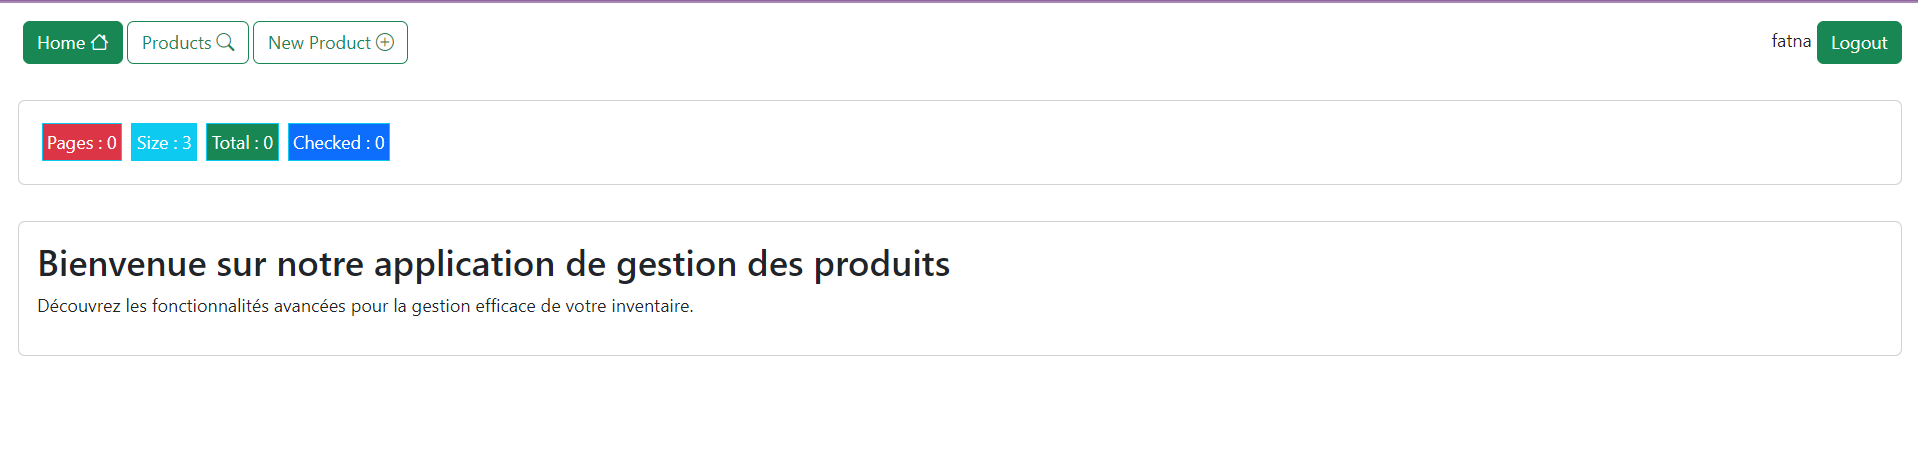 Home Products New Product fatna Logout
Pages : 0 Size : 3 Total : 0 Checked : 0
Bienvenue sur notre application de gestion des produits
Découvrez les fonctionnalités avancées pour la gestion efficace de votre inventaire.